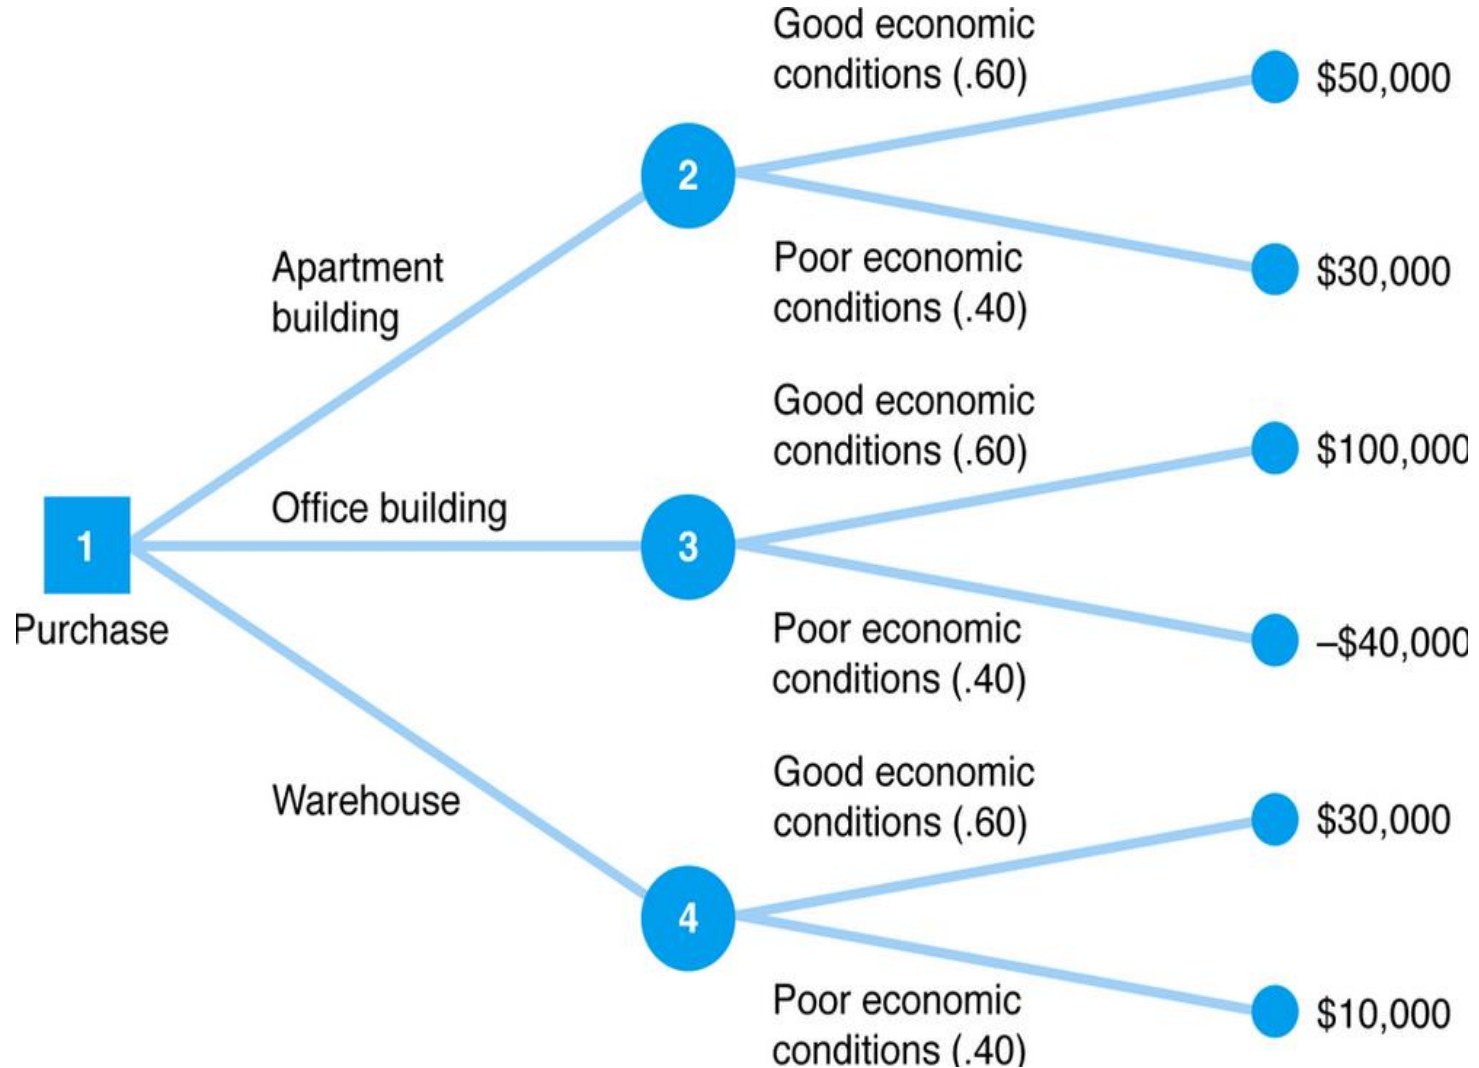 Good economic
conditions (.60)
$50,000
2
Poor economic
conditions (.40)
$30,000
Apartment
building
Good economic
conditions (.60)
$100,000
Office building
1
3
Purchase
Poor economic
conditions (.40)
–$40,000
Good economic
conditions (.60)
$30,000
Warehouse
4
Poor economic
conditions (.40)
$10,000